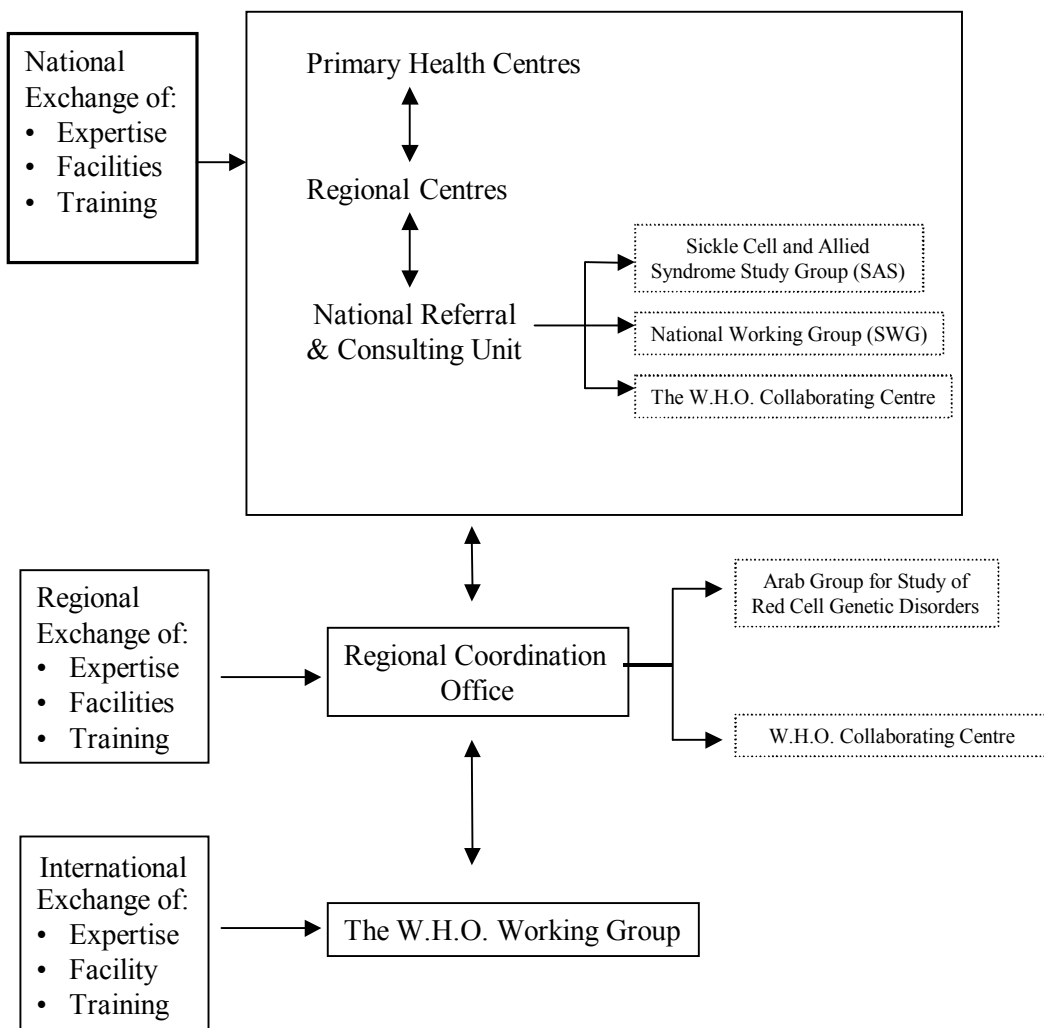 National
Exchange of:
• Expertise
• Facilities
• Training
Primary Health Centres
Regional Centres
National Referral
& Consulting Unit
Sickle Cell and Allied
Syndrome Study Group (SAS)
National Working Group (SWG)
The W.H.O. Collaborating Centre
Regional
Exchange of:
• Expertise
• Facilities
• Training
Regional Coordination
Office
Arab Group for Study of
Red Cell Genetic Disorders
W.H.O. Collaborating Centre
International
Exchange of:
• Expertise
• Facility
• Training
The W.H.O. Working Group